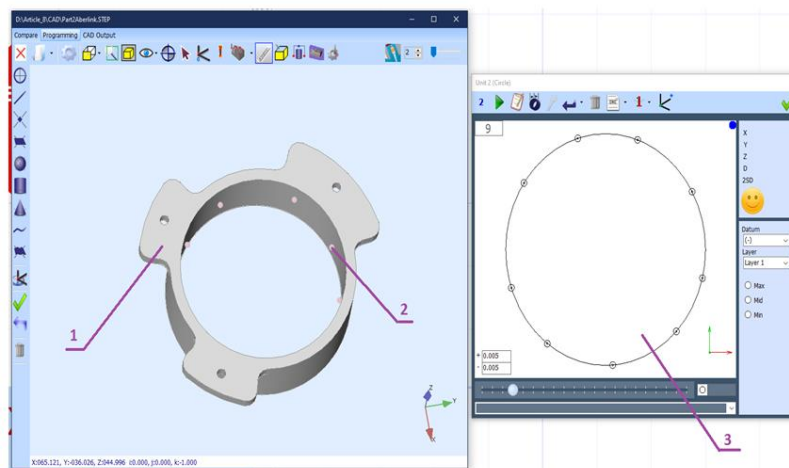 D:\Article_8\CAD\Part2Aberlink.STEP
Compare Programming CAD Output
2
1
2
X:065.121, Y:-036.026, Z:044.996 i:0.000, j:0.000, k:-1.000
Z
Y
X
Unit 2 (Circle)
2
1
9
X
Y
Z
D
2SD
Datum
(-)
Layer
Layer 1
Max
Mid
Min
+ 0.005
- 0.005
3